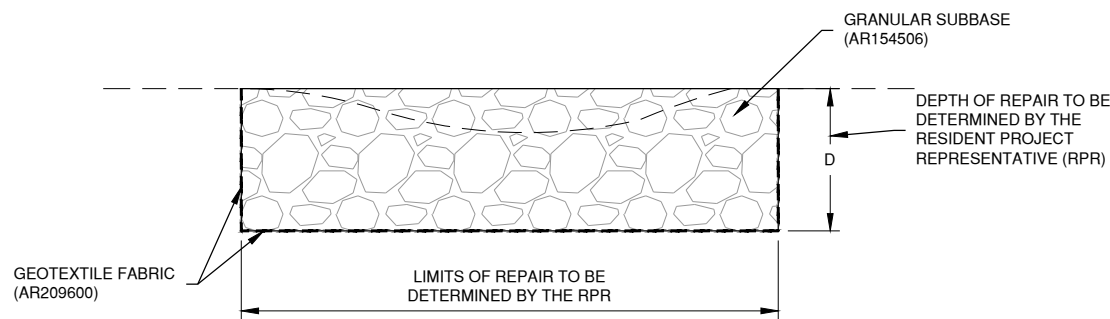 GRANULAR SUBBASE
(AR154506)
DEPTH OF REPAIR TO BE
DETERMINED BY THE
RESIDENT PROJECT
REPRESENTATIVE (RPR)
D
GEOTEXTILE FABRIC
(AR209600)
LIMITS OF REPAIR TO BE
DETERMINED BY THE RPR